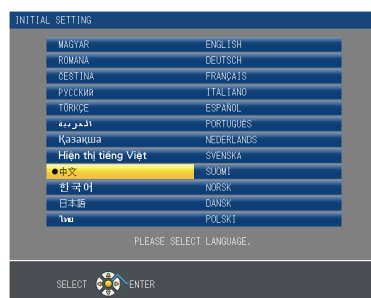 INITIAL SETTING
MAGYAR ENGLISH
ROMÂNA DEUTSCH
ČEŠTINA FRANÇAIS
РУССКИЙ ITALIANO
TÜRKÇE ESPAÑOL
العربية PORTUGUÊS
Қазақша NEDERLANDS
Hiện thị tiếng Việt SVENSKA
●中文 SUOMI
한국어 NORSK
日本語 DANSK
ไทย POLSKI
PLEASE SELECT LANGUAGE.
SELECT ENTER